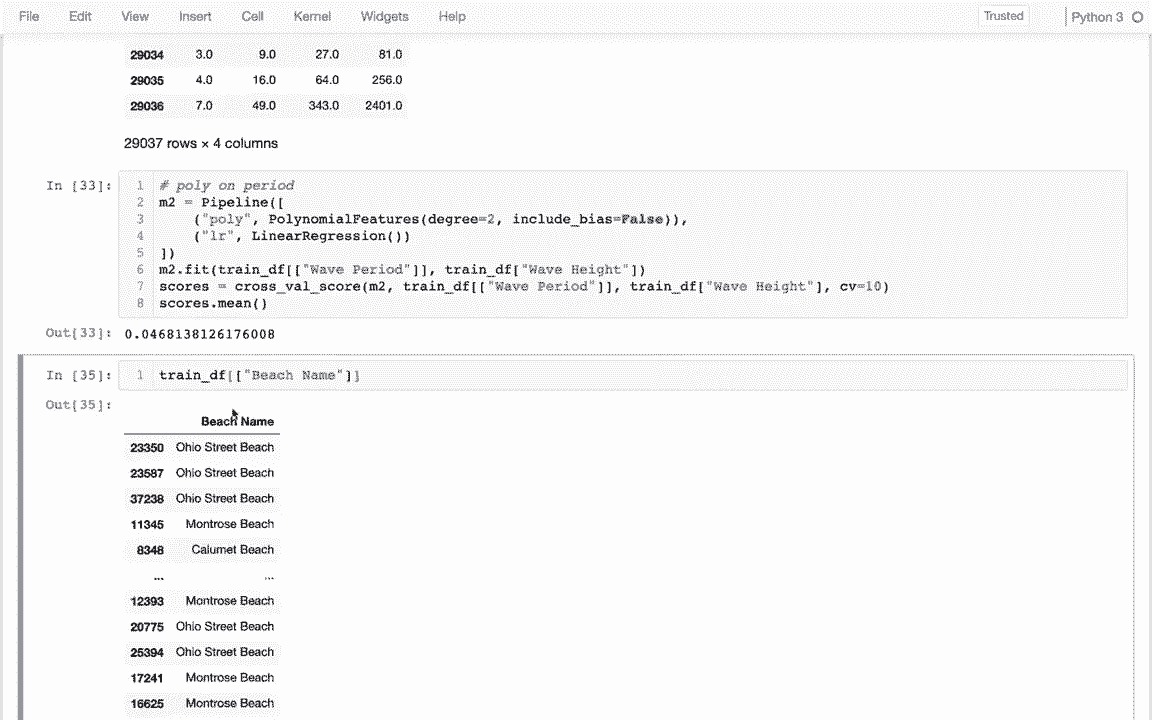 File Edit View Insert Cell Kernel Widgets Help Trusted Python 3
29034 3.0 9.0 27.0 81.0
29035 4.0 16.0 64.0 256.0
29036 7.0 49.0 343.0 2401.0
29037 rows × 4 columns
In [33]: 1 # poly on period
2 m2 = Pipeline([
3 ("poly", PolynomialFeatures(degree=2, include_bias=False)),
4 ("lr", LinearRegression())
5 ])
6 m2.fit(train_df[["Wave Period"]], train_df["Wave Height"])
7 scores = cross_val_score(m2, train_df[["Wave Period"]], train_df["Wave Height"], cv=10)
8 scores.mean()
Out[33]: 0.0468138126176008
In [35]: 1 train_df[["Beach Name"]]
Out[35]:
Beach Name
23350 Ohio Street Beach
23587 Ohio Street Beach
37238 Ohio Street Beach
11345 Montrose Beach
8348 Calumet Beach
... ...
12393 Montrose Beach
20775 Ohio Street Beach
25394 Ohio Street Beach
17241 Montrose Beach
16625 Montrose Beach